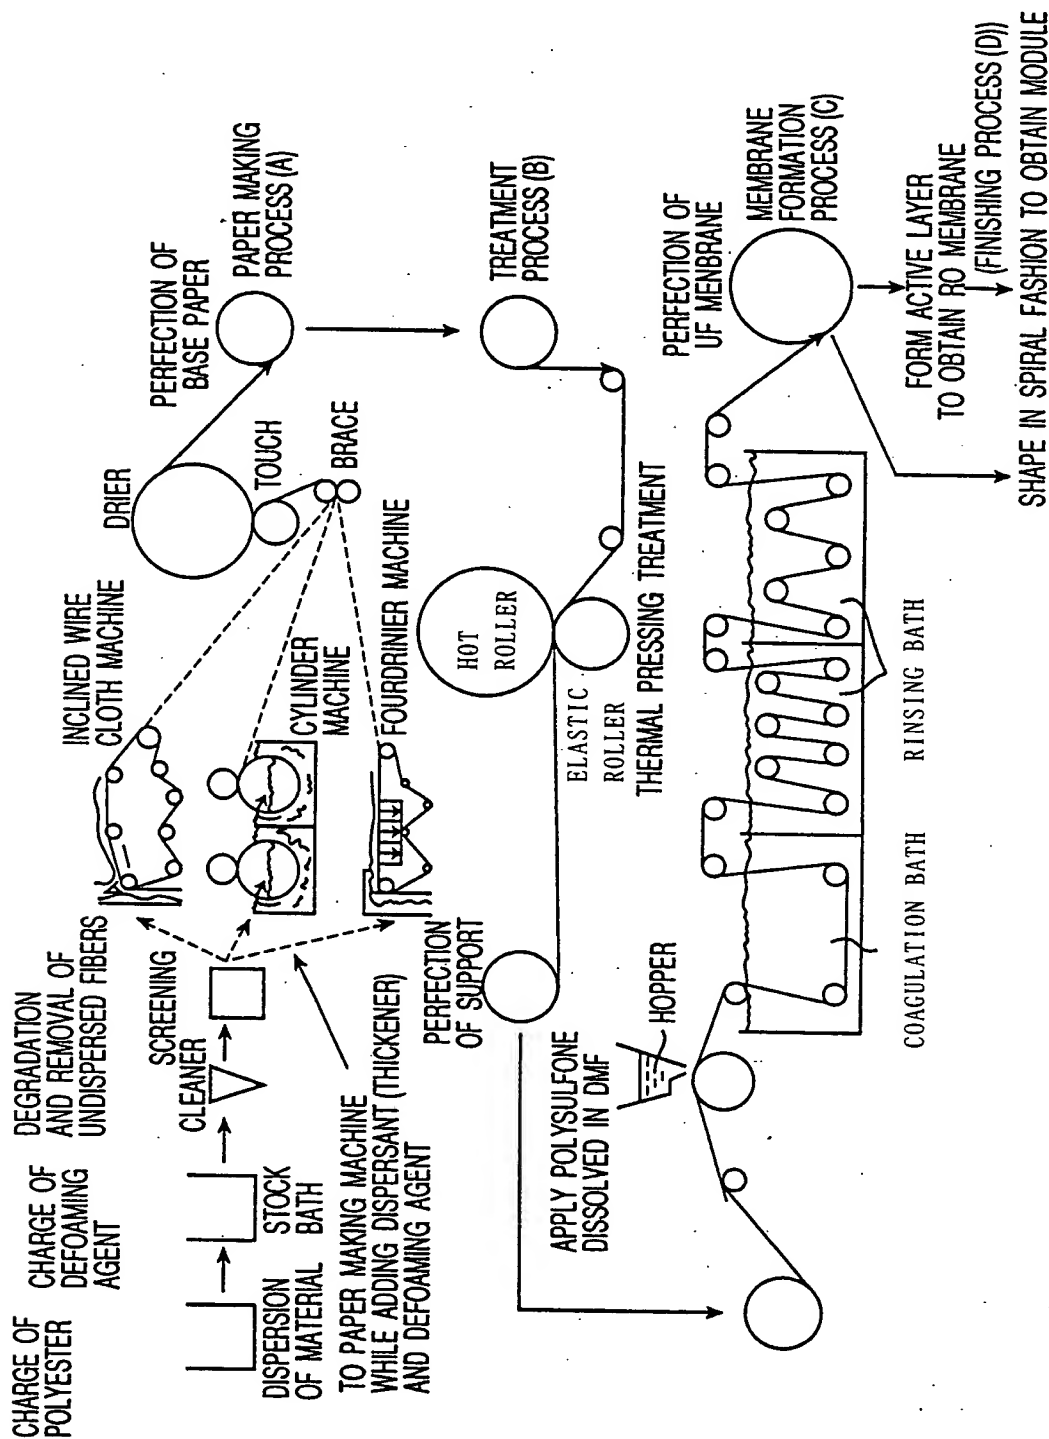 CHARGE OF
POLYESTER
CHARGE OF
DEFOAMING
AGENT
DEGRADATION
AND REMOVAL OF
UNDISPERSED FIBERS
INCLINED WIRE
CLOTH MACHINE
DRIER
PERFECTION OF
BASE PAPER
PAPER MAKING
PROCESS (A)
SCREENING
CLEANER
TOUCH
BRACE
CYLINDER
MACHINE
DISPERSION
OF MATERIAL
STOCK
BATH
TO PAPER MAKING MACHINE
WHILE ADDING DISPERSANT (THICKENER)
AND DEFOAMING AGENT
FOURDRINIER MACHINE
PERFECTION
OF SUPPORT
HOT
ROLLER
TREATMENT
PROCESS (B)
ELASTIC
ROLLER
THERMAL PRESSING TREATMENT
APPLY POLYSULFONE
DISSOLVED IN DMF
HOPPER
PERFECTION OF
UF MENBRANE
MEMBRANE
FORMATION
PROCESS (C)
COAGULATION BATH
RINSING BATH
FORM ACTIVE LAYER
TO OBTAIN RO MEMBRANE
(FINISHING PROCESS (D))
SHAPE IN SPIRAL FASHION TO OBTAIN MODULE